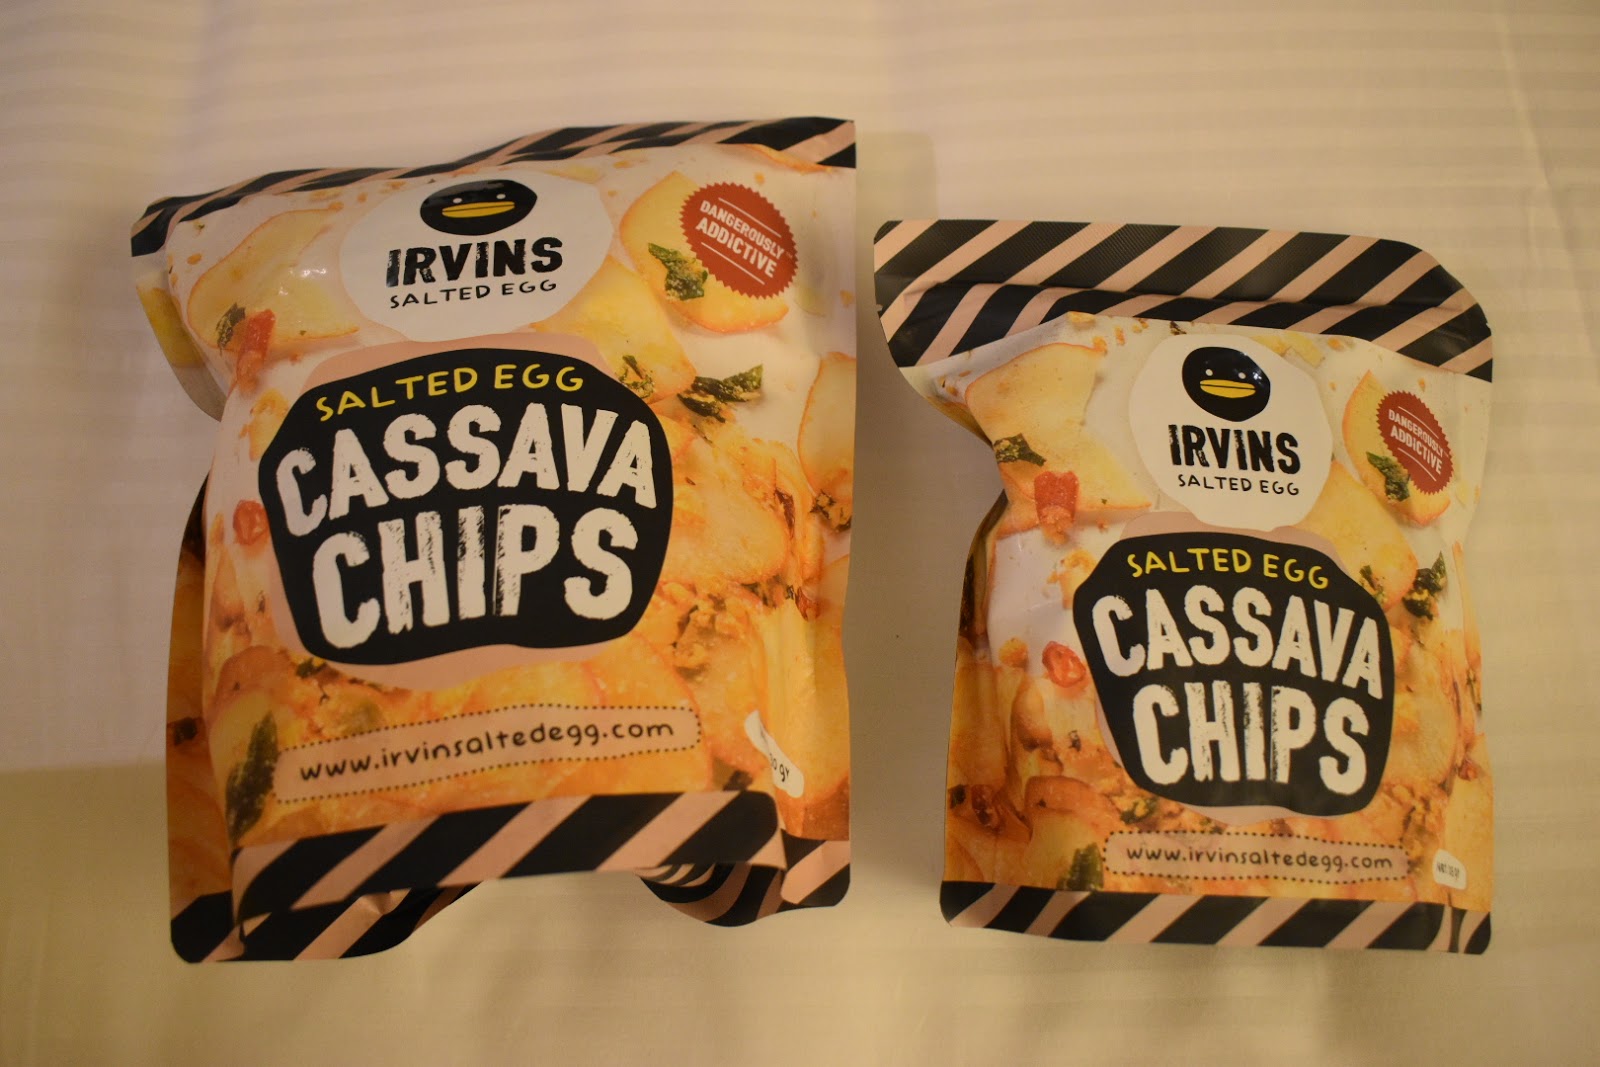 IRVINS
SALTED EGG
DANGEROUSLY
ADDICTIVE
SALTED EGG
CASSAVA
CHIPS
www.irvinsaltedegg.com
gr
IRVINS
SALTED EGG
DANGEROUSLY
ADDICTIVE
SALTED EGG
CASSAVA
CHIPS
www.irvinsaltedegg.com